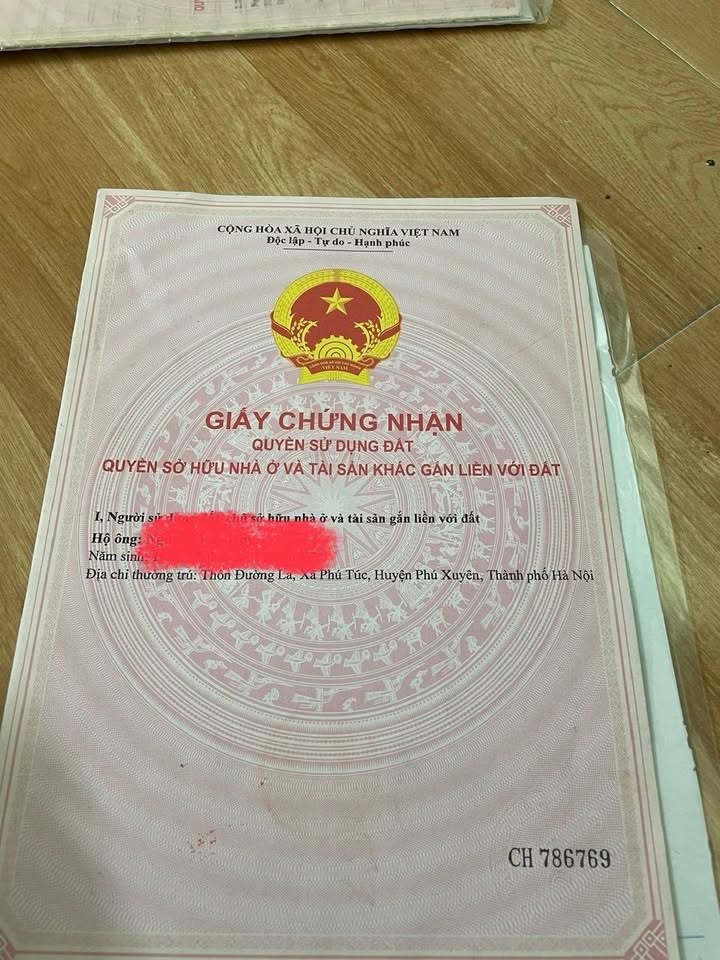 CỘNG HÒA XÃ HỘI CHỦ NGHĨA VIỆT NAM
Độc lập - Tự do - Hạnh phúc
VIỆT NAM
GIẤY CHỨNG NHẬN
QUYỀN SỬ DỤNG ĐẤT
QUYỀN SỞ HỮU NHÀ Ở VÀ TÀI SẢN KHÁC GẮN LIỀN VỚI ĐẤT
I, Người sử chủ sở hữu nhà ở và tài sản gắn liền với đất
Hộ ông:
Năm sinh:
Địa chỉ thường trú: Thôn Đường La, Xã Phú Túc, Huyện Phú Xuyên, Thành phố Hà Nội
CH 786769